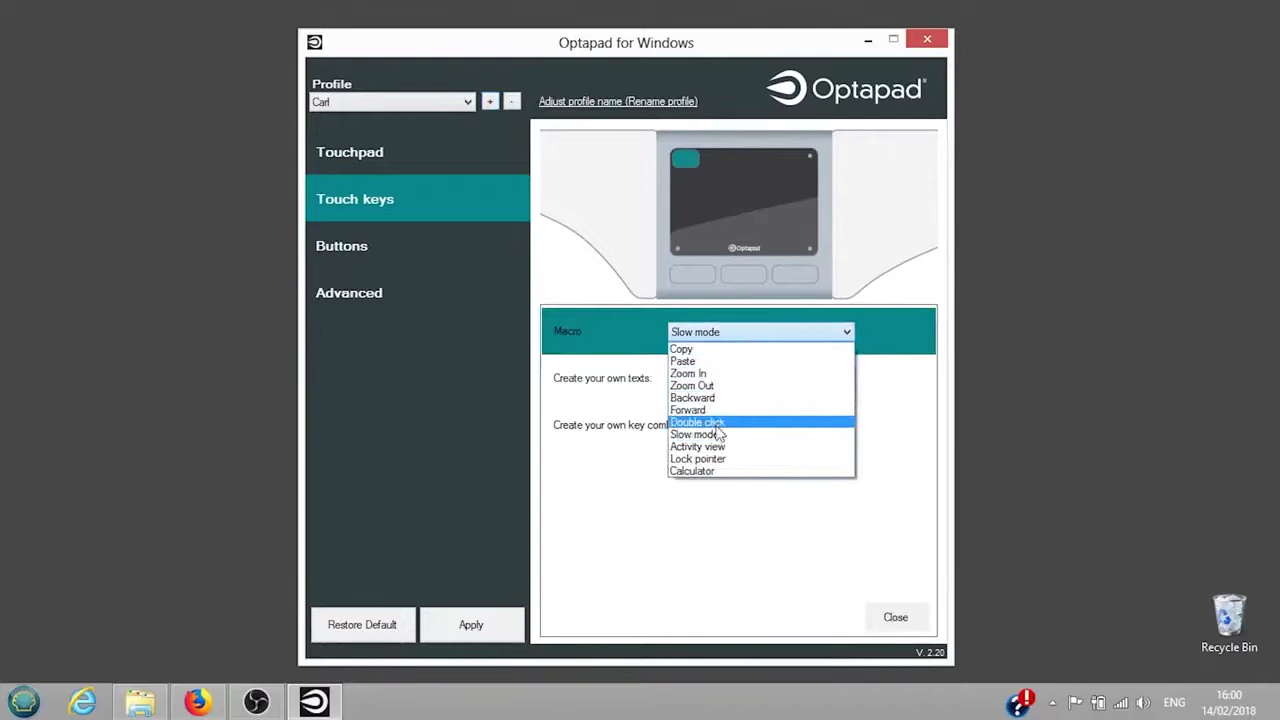 Optapad for Windows
Profile
Carl
+
-
Adjust profile name (Rename profile)
Optapad®
Touchpad
Touch keys
Buttons
Advanced
Optapad
Macro
Slow mode
Copy
Paste
Zoom In
Zoom Out
Backward
Forward
Double click
Slow mode
Activity view
Lock pointer
Calculator
Create your own texts:
Create your own key com
Close
Restore Default
Apply
V. 2.20
Recycle Bin
ENG
16:00
14/02/2018